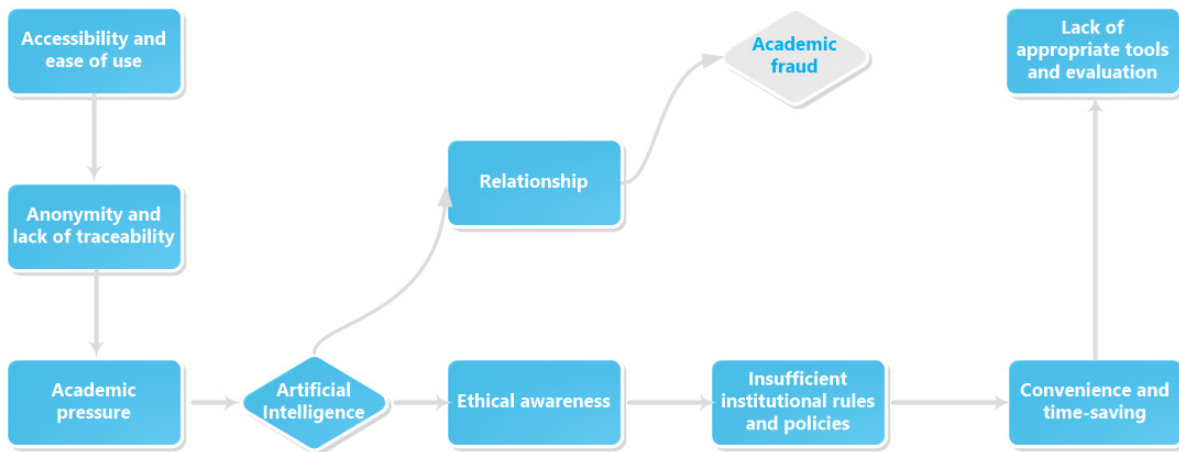 Accessibility and
ease of use
Academic
fraud
Lack of
appropriate tools
and evaluation
Relationship
Anonymity and
lack of traceability
Academic
pressure
Artificial
Intelligence
Ethical awareness
Insufficient
institutional rules
and policies
Convenience and
time-saving